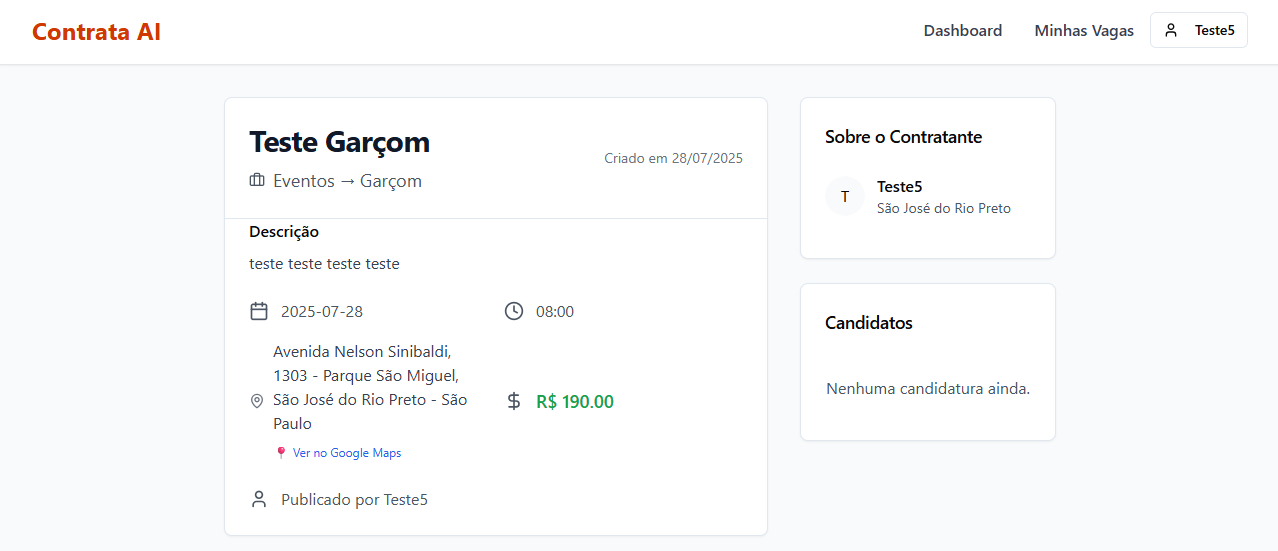 Contrata AI
Dashboard
Minhas Vagas
Teste5
Teste Garçom
Criado em 28/07/2025
Eventos → Garçom
Descrição
teste teste teste teste
2025-07-28
08:00
Avenida Nelson Sinibaldi,
1303 - Parque São Miguel,
São José do Rio Preto - São
Paulo
R$ 190.00
Ver no Google Maps
Publicado por Teste5
Sobre o Contratante
T
Teste5
São José do Rio Preto
Candidatos
Nenhuma candidatura ainda.